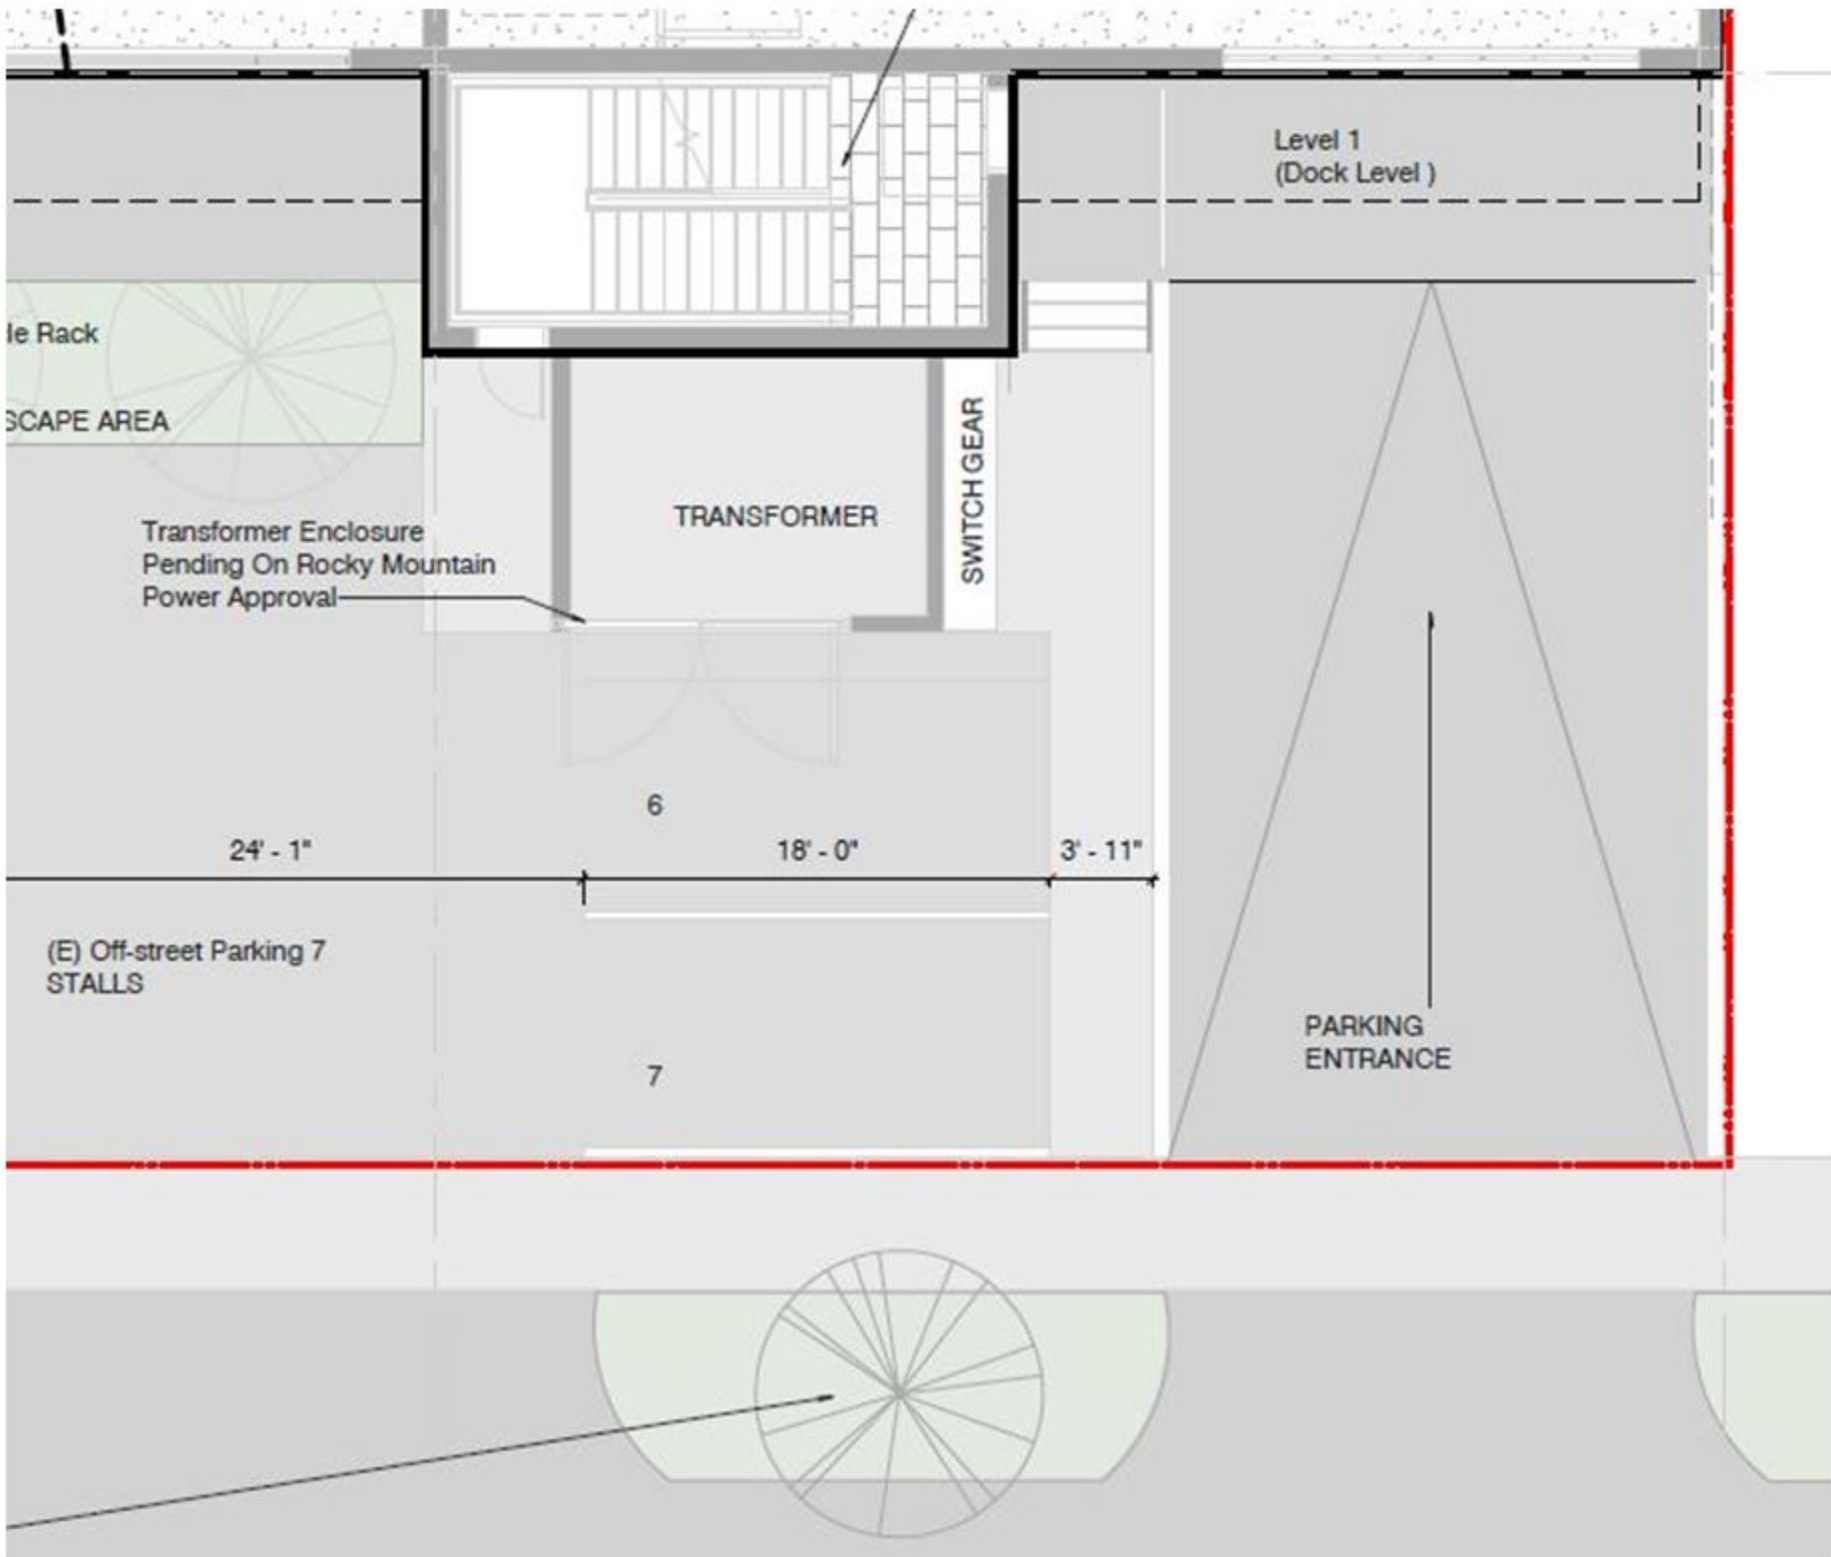 Level 1
(Dock Level )
le Rack
SCAPE AREA
Transformer Enclosure
Pending On Rocky Mountain
Power Approval
TRANSFORMER
SWITCH GEAR
6
24' - 1"
18' - 0"
3' - 11"
(E) Off-street Parking 7
STALLS
7
PARKING
ENTRANCE